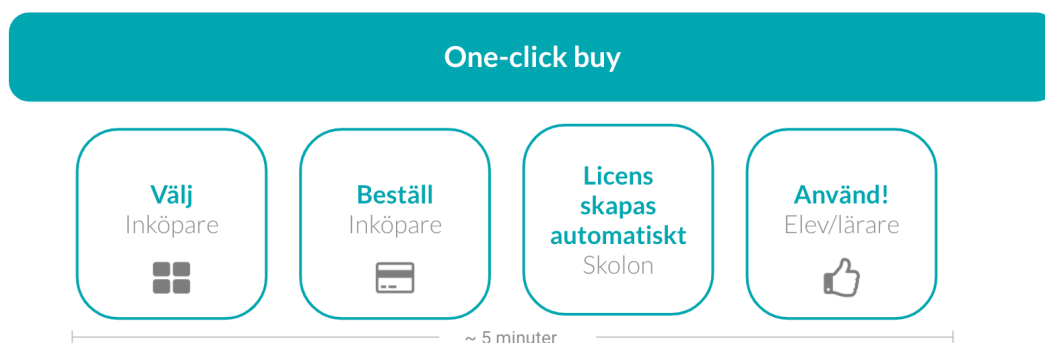 One-click buy
Välj
Inköpare
Beställ
Inköpare
Licens
skapas
automatiskt
Skolon
Använd!
Elev/lärare
~ 5 minuter